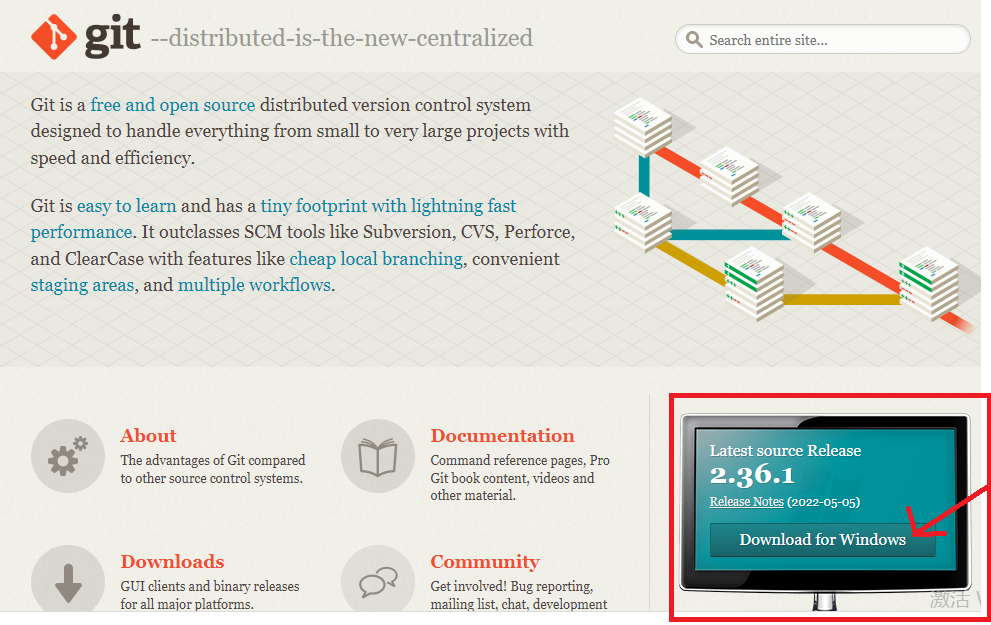 git --distributed-is-the-new-centralized
Search entire site...
Git is a free and open source distributed version control system
designed to handle everything from small to very large projects with
speed and efficiency.
Git is easy to learn and has a tiny footprint with lightning fast
performance. It outclasses SCM tools like Subversion, CVS, Perforce,
and ClearCase with features like cheap local branching, convenient
staging areas, and multiple workflows.
About
The advantages of Git compared
to other source control systems.
Documentation
Command reference pages, Pro
Git book content, videos and
other material.
Downloads
GUI clients and binary releases
for all major platforms.
Community
Get involved! Bug reporting,
mailing list, chat, development
Latest source Release
2.36.1
Release Notes (2022-05-05)
Download for Windows
激活